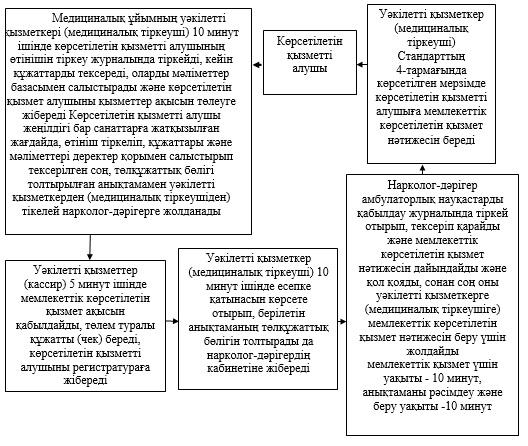 Медициналық ұйымның уәкілетті
қызметкері (медициналық тіркеуші) 10 минут
ішінде көрсетілетін қызметті алушының
өтінішін тіркеу журналында тіркейді, кейін
құжаттарды тексереді, оларды мәліметтер
базасымен салыстырады және көрсетілетін
қызмет алушыны қызметтер ақысын төлеуге
жібереді Көрсетілетін қызметті алушы
жеңілдігі бар санаттарға жатқызылған
жағдайда, өтініш тіркеліп, құжаттары және
мәліметтері деректер қорымен салыстырып
тексерілген соң, төлқұжаттық бөлігі
толтырылған анықтамамен уәкілетті
қызметкерден (медициналық тіркеушіден)
тікелей нарколог-дәрігерге жолданады
Көрсетілетін
қызметті
алушы
Уәкілетті қызметкер
(медициналық
тіркеуші)
Стандарттың
4-тармағында
көрсетілген мерзімде
көрсетілетін қызметті
алушыға мемлекеттік
көрсетілетін қызмет
нәтижесін береді
Уәкілетті қызметтер
(кассир) 5 минут ішінде
мемлекеттік көрсетілетін
қызмет ақысын
қабылдайды, төлем туралы
құжатты (чек) береді,
көрсетілетін қызметті
алушыны регистратураға
жібереді
Уәкілетті қызметкер
(медициналық тіркеуші) 10
минут ішінде есепке
қатынасын көрсете
отырып, берілетін
анықтаманың төлқұжаттық
бөлігін толтырады да
нарколог-дәрігердің
кабинетіне жібереді
Нарколог-дәрігер
амбулаторлық науқастарды
қабылдау журналында тіркей
отырып, тексеріп қарайды
және мемлекеттік
көрсетілетін қызмет
нәтижесін дайындайды және
қол қояды, сонан соң оны
уәкілетті қызметкерге
(медициналық тіркеушіге)
мемлекеттік көрсетілетін
қызмет нәтижесін беру үшін
жолдайды
мемлекеттік қызмет үшін
уақыты - 10 минут,
анықтаманы рәсімдеу және
беру уақыты -10 минут